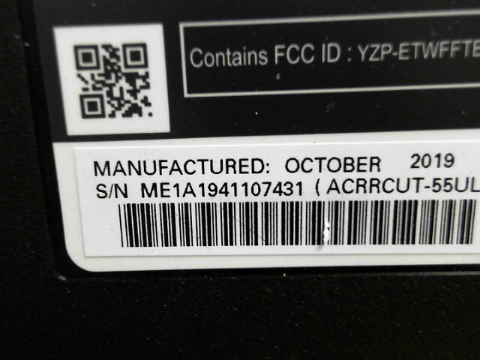 Contains FCC ID : YZP-ETWFFTE
MANUFACTURED: OCTOBER 2019
S/N ME1A1941107431 ( ACRRCUT-55UL